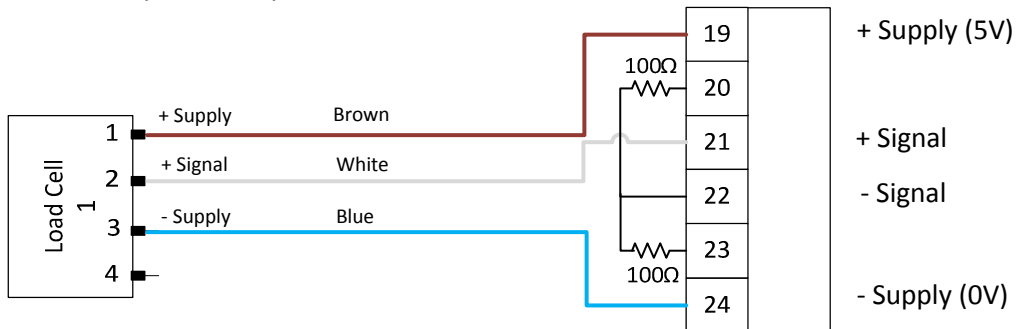 19
+ Supply (5V)
100Ω
20
1
+ Supply
Brown
21
+ Signal
2
+ Signal
White
Load Cell
1
22
- Signal
3
- Supply
Blue
23
100Ω
4
24
- Supply (0V)